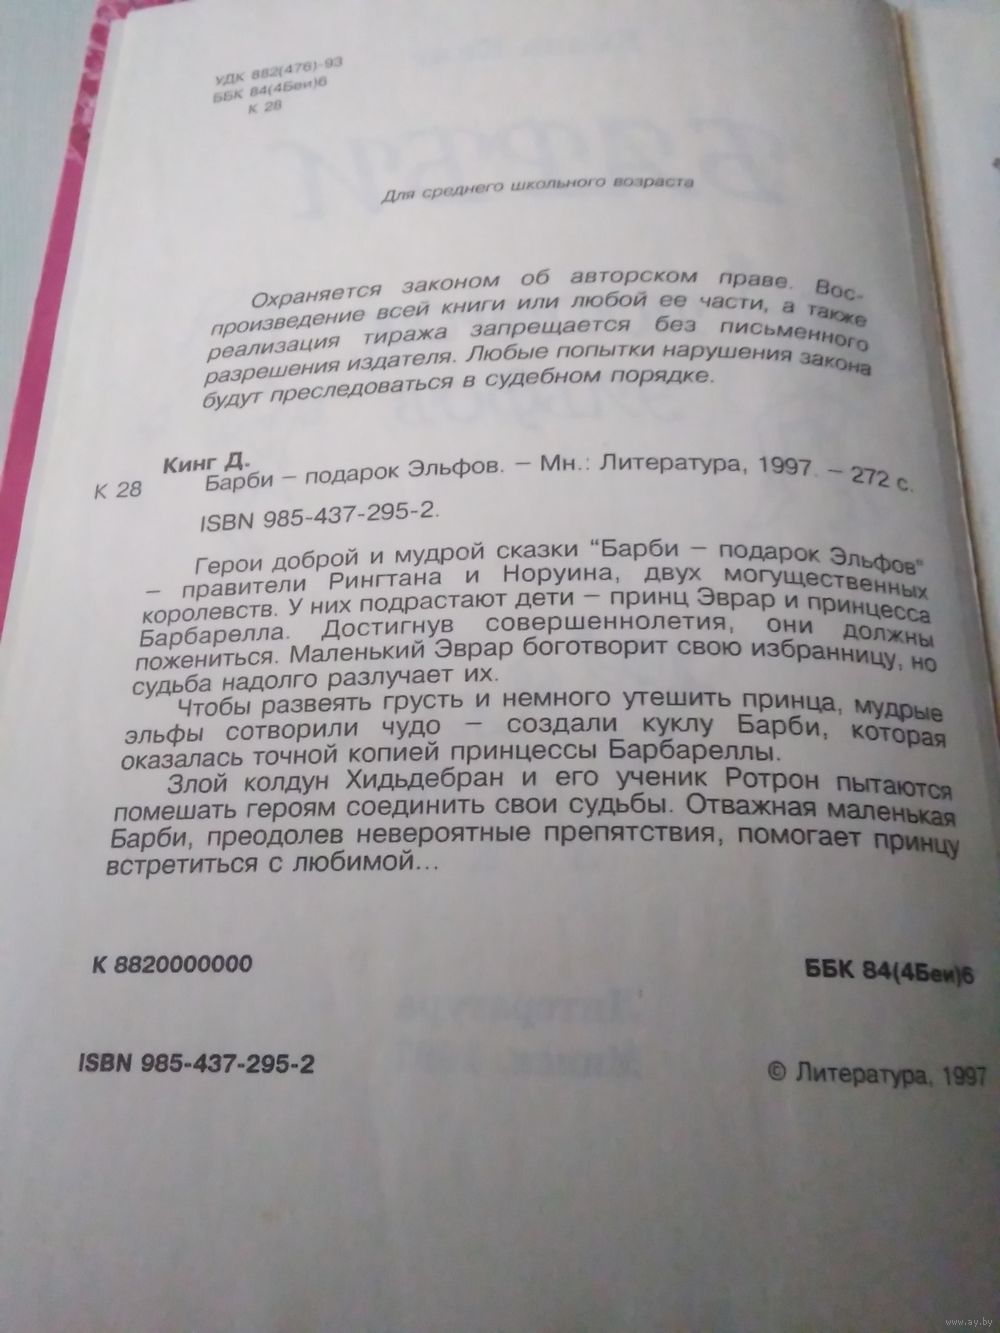 УДК 882(476)-93
ББК 84(4Беи)6
К 28
Для среднего школьного возраста
Охраняется законом об авторском праве. Вос-
произведение всей книги или любой ее части, а также
реализация тиража запрещается без письменного
разрешения издателя. Любые попытки нарушения закона
будут преследоваться в судебном порядке.
Кинг Д.
К 28 Барби – подарок Эльфов. – Мн.: Литература, 1997. – 272 с.
ISBN 985-437-295-2.
Герои доброй и мудрой сказки "Барби – подарок Эльфов"
– правители Рингтана и Норуина, двух могущественных
королевств. У них подрастают дети – принц Эврар и принцесса
Барбарелла. Достигнув совершеннолетия, они должны
пожениться. Маленький Эврар боготворит свою избранницу, но
судьба надолго разлучает их.
Чтобы развеять грусть и немного утешить принца, мудрые
эльфы сотворили чудо – создали куклу Барби, которая
оказалась точной копией принцессы Барбареллы.
Злой колдун Хидьдебран и его ученик Ротрон пытаются
помешать героям соединить свои судьбы. Отважная маленькая
Барби, преодолев невероятные препятствия, помогает принцу
встретиться с любимой...
К 8820000000 ББК 84(4Беи)6
ISBN 985-437-295-2 © Литература, 1997
www.ay.by